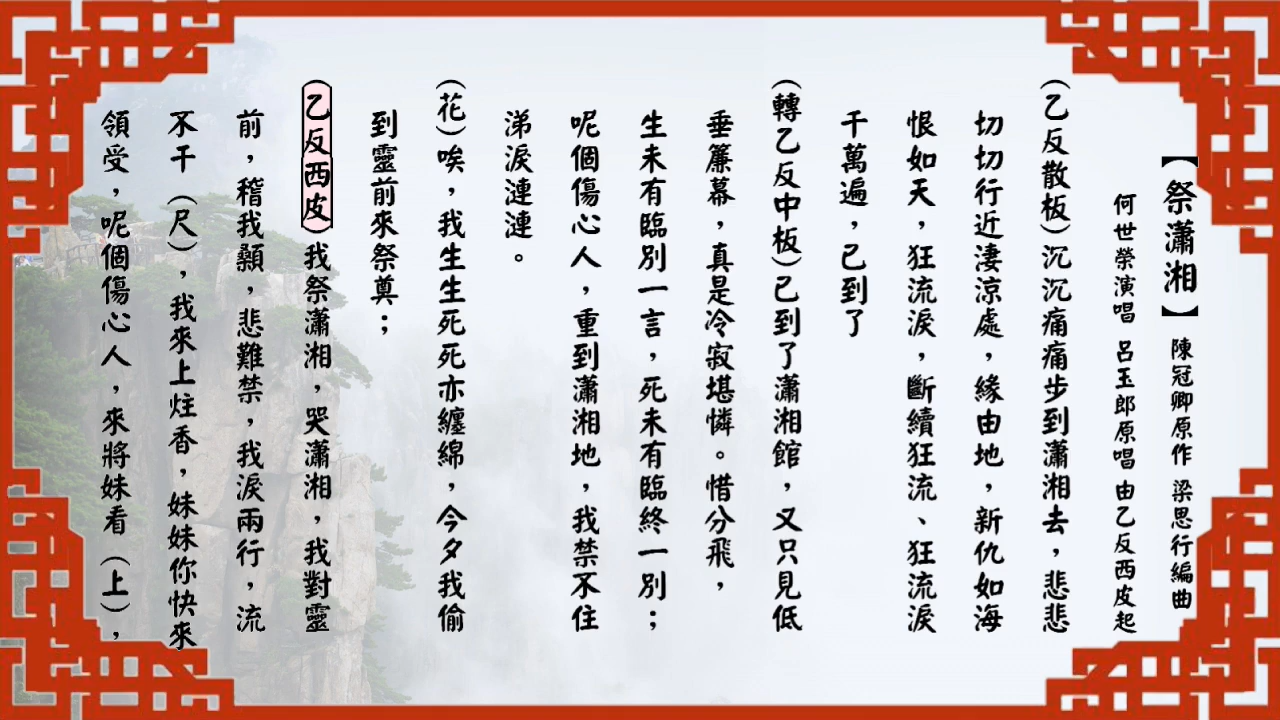 【祭瀟湘】 陳冠卿原作 梁思行編曲
何世榮演唱 呂玉郎原唱 由乙反西皮起
(乙反散板)沉沉痛痛步到瀟湘去，悲悲
切切行近淒涼處，緣由地，新仇如海
恨如天，狂流淚，斷續狂流、狂流淚
千萬遍，已到了
(轉乙反中板)已到了瀟湘館，又只見低
垂簾幕，真是冷寂堪憐。惜分飛，
生未有臨別一言，死未有臨終一別；
呢個傷心人，重到瀟湘地，我禁不住
涕淚漣漣。
(花)唉，我生生死死亦纏綿，今夕我偷
到靈前來祭奠；
(乙反西皮)我祭瀟湘，哭瀟湘，我對靈
前，稽我顙，悲難禁，我淚兩行，流
不干(尺)，我來上炷香，妹妹你快來
領受，呢個傷心人，來將妹看(上)，